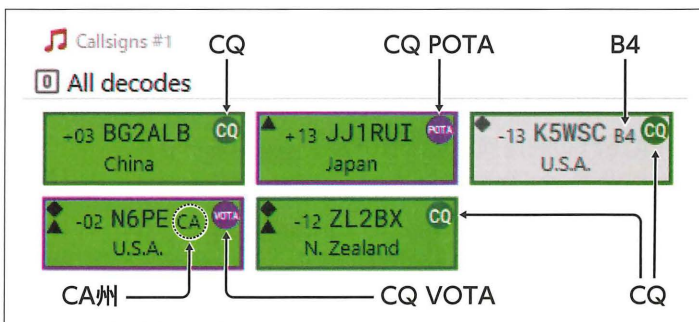 Callsigns #1
CQ
CQ POTA
B4
0 All decodes
+03 BG2ALB CQ
China
+13 JJ1RUI POTA
Japan
-13 K5WSC B4 CQ
U.S.A.
-02 N6PE CA VOTA
U.S.A.
-12 ZL2BX CQ
N. Zealand
CA州
CQ VOTA
CQ